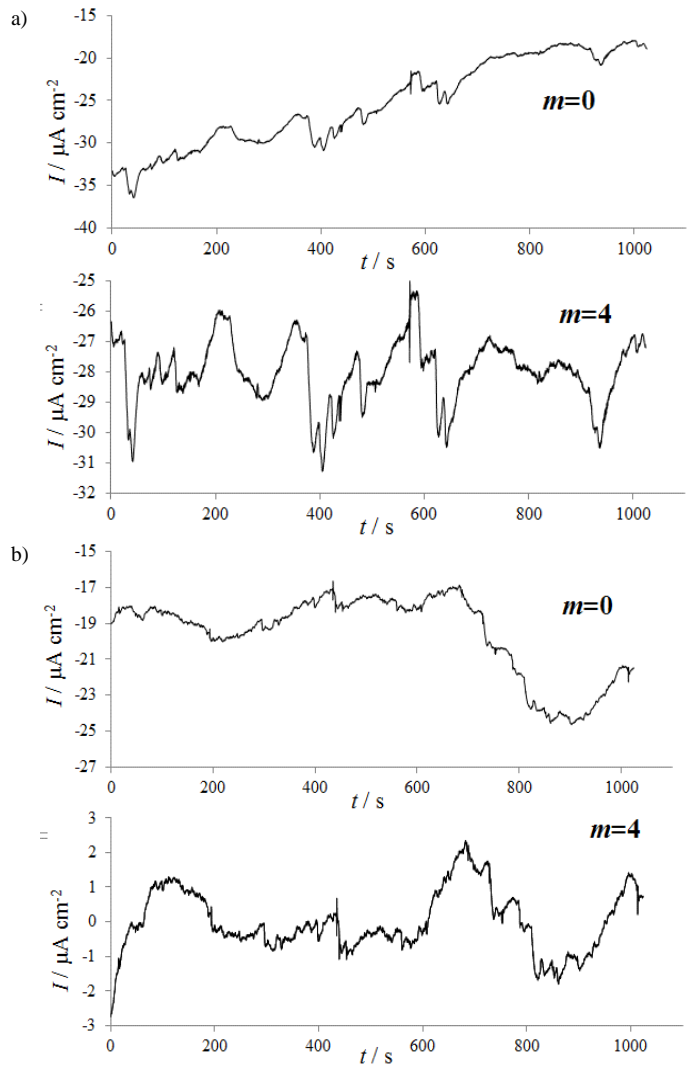 a)
-15
-20
-25
-30
-35
-40
I / µA cm⁻²
m=0
0 200 400 600 800 1000
t / s
-25
-26
-27
-28
-29
-30
-31
-32
I / µA cm⁻²
m=4
0 200 400 600 800 1000
t / s
b)
-15
-17
-19
-21
-23
-25
-27
I / µA cm⁻²
m=0
0 200 400 600 800 1000
t / s
3
2
1
0
-1
-2
-3
I / µA cm⁻²
m=4
0 200 400 600 800 1000
t / s